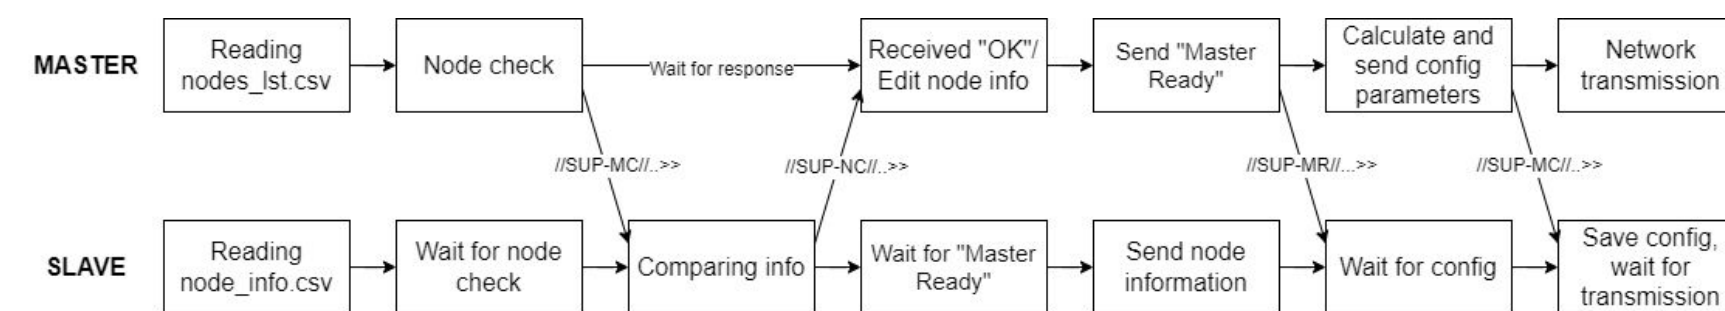 MASTER
Reading
nodes_lst.csv
Node check
Wait for response
Received "OK"/
Edit node info
Send "Master
Ready"
Calculate and
send config
parameters
Network
transmission
//SUP-MC//..>>
//SUP-NC//..>>
//SUP-MR//...>>
//SUP-MC//..>>
SLAVE
Reading
node_info.csv
Wait for node
check
Comparing info
Wait for "Master
Ready"
Send node
information
Wait for config
Save config,
wait for
transmission